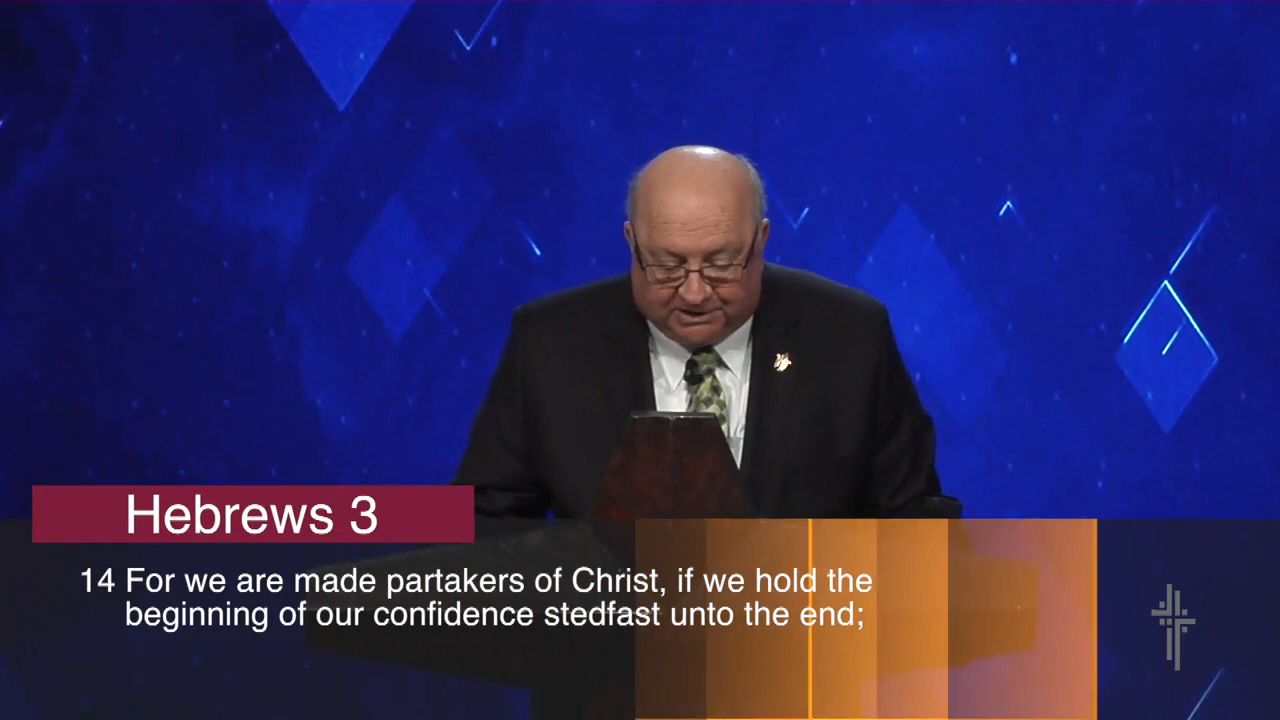 Hebrews 3
14 For we are made partakers of Christ, if we hold the
beginning of our confidence stedfast unto the end;